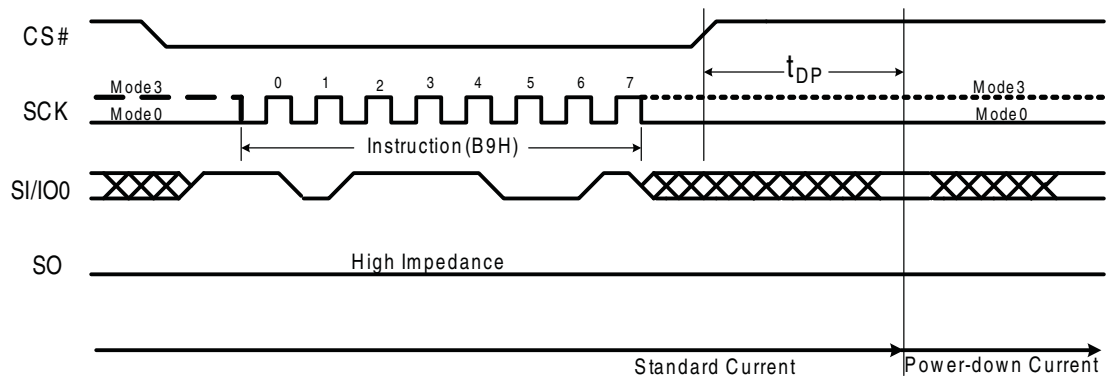 CS#
tDP
Mode3
Mode0
SCK
0 1 2 3 4 5 6 7
Mode3
Mode0
Instruction(B9H)
SI/IO0
SO
High Impedance
Standard Current
Power-down Current